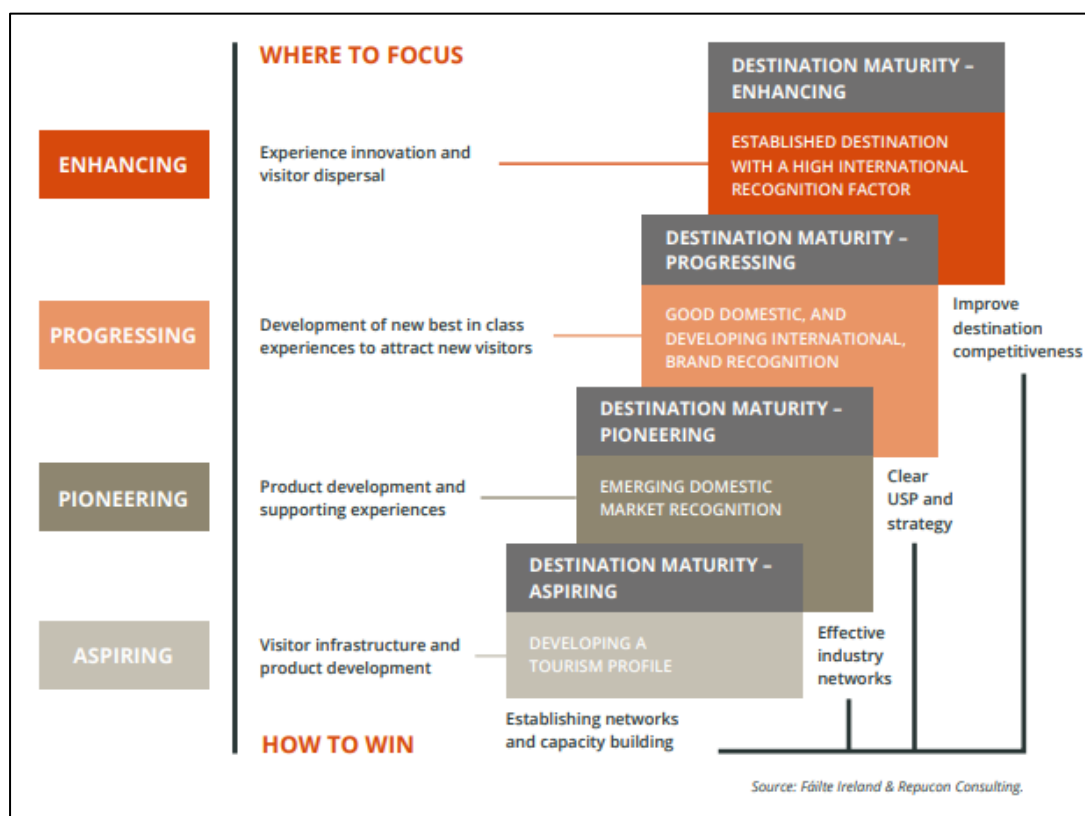 WHERE TO FOCUS
DESTINATION MATURITY –
ENHANCING
ENHANCING
Experience innovation and
visitor dispersal
ESTABLISHED DESTINATION
WITH A HIGH INTERNATIONAL
RECOGNITION FACTOR
DESTINATION MATURITY –
PROGRESSING
PROGRESSING
Development of new best in class
experiences to attract new visitors
GOOD DOMESTIC, AND
DEVELOPING INTERNATIONAL,
BRAND RECOGNITION
Improve
destination
competitiveness
DESTINATION MATURITY –
PIONEERING
PIONEERING
Product development and
supporting experiences
EMERGING DOMESTIC
MARKET RECOGNITION
Clear
USP and
strategy
DESTINATION MATURITY –
ASPIRING
ASPIRING
Visitor infrastructure and
product development
DEVELOPING A
TOURISM PROFILE
Effective
industry
networks
HOW TO WIN
Establishing networks
and capacity building
Source: Fáilte Ireland & Repucon Consulting.